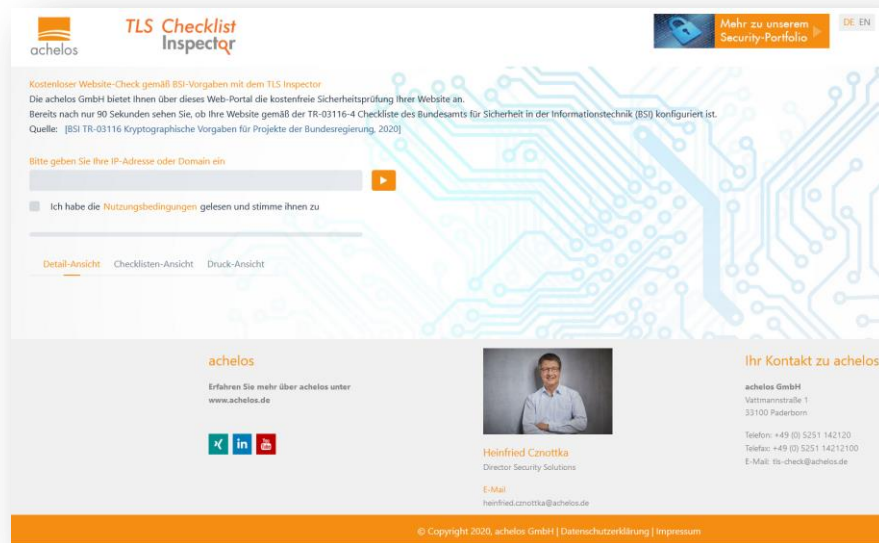 achelos
TLS Checklist
Inspector
Mehr zu unserem
Security-Portfolio
DE EN
Kostenloser Website-Check gemäß BSI-Vorgaben mit dem TLS Inspector
Die achelos GmbH bietet Ihnen über dieses Web-Portal die kostenfreie Sicherheitsprüfung Ihrer Website an.
Bereits nach nur 90 Sekunden sehen Sie, ob Ihre Website gemäß der TR-03116-4 Checkliste des Bundesamts für Sicherheit in der Informationstechnik (BSI) konfiguriert ist.
Quelle: [BSI TR-03116 Kryptographische Vorgaben für Projekte der Bundesregierung, 2020]
Bitte geben Sie Ihre IP-Adresse oder Domain ein
Ich habe die Nutzungsbedingungen gelesen und stimme ihnen zu
Detail-Ansicht Checklisten-Ansicht Druck-Ansicht
achelos
Erfahren Sie mehr über achelos unter
www.achelos.de
in
You Tube
Heinfried Cznottka
Director Security Solutions
E-Mail
heinfried.cznottka@achelos.de
Ihr Kontakt zu achelos
achelos GmbH
Vattmannstraße 1
33100 Paderborn
Telefon: +49 (0) 5251 142120
Telefax: +49 (0) 5251 14212100
E-Mail: tls-check@achelos.de
© Copyright 2020, achelos GmbH | Datenschutzerklärung | Impressum